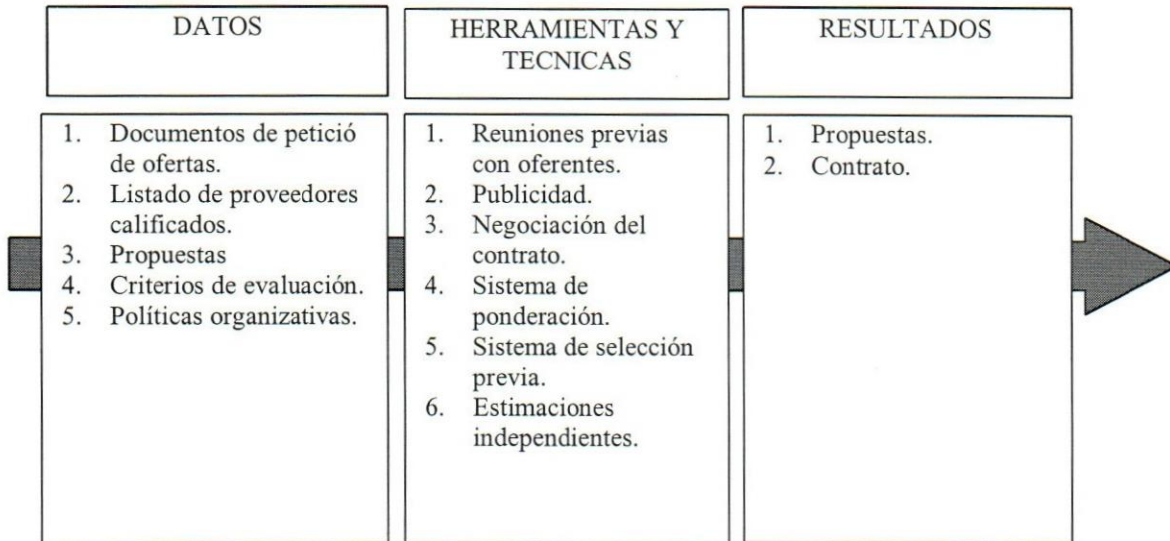 DATOS
HERRAMIENTAS Y
TECNICAS
RESULTADOS
1. Documentos de petició
de ofertas.
2. Listado de proveedores
calificados.
3. Propuestas
4. Criterios de evaluación.
5. Políticas organizativas.
1. Reuniones previas
con oferentes.
2. Publicidad.
3. Negociación del
contrato.
4. Sistema de
ponderación.
5. Sistema de selección
previa.
6. Estimaciones
independientes.
1. Propuestas.
2. Contrato.